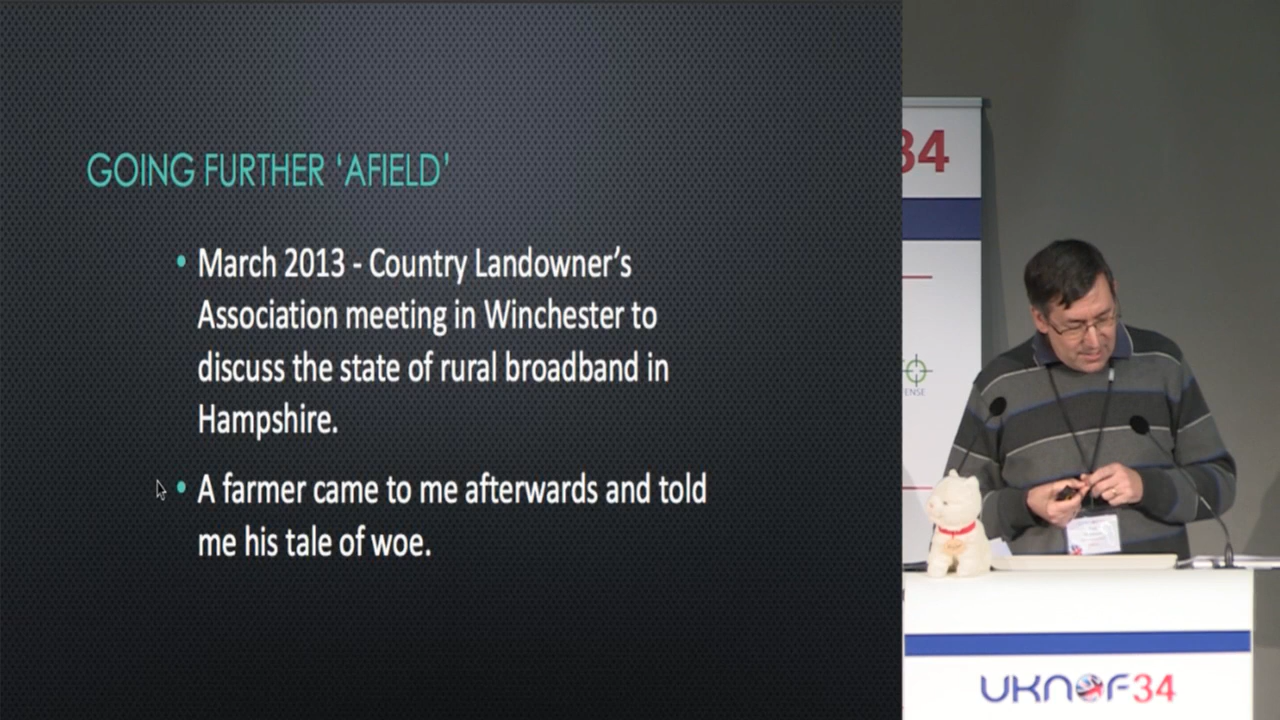 GOING FURTHER ‘AFIELD’
• March 2013 - Country Landowner’s
Association meeting in Winchester to
discuss the state of rural broadband in
Hampshire.
• A farmer came to me afterwards and told
me his tale of woe.
34
ENSE
UKNOF34